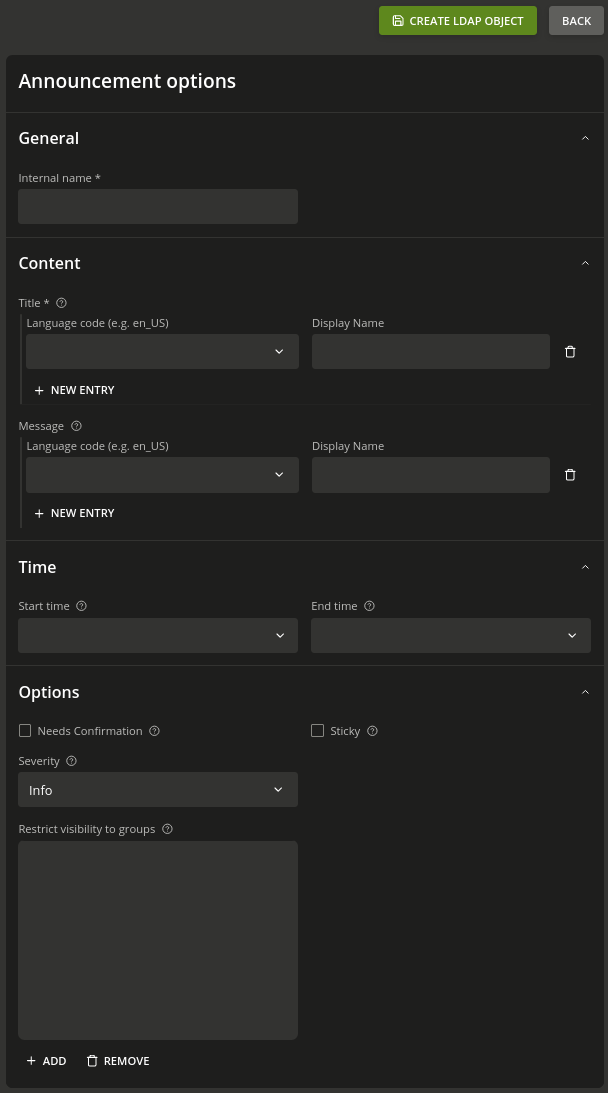 CREATE LDAP OBJECT BACK
Announcement options
General
Internal name *
Content
Title *
Language code (e.g. en_US) Display Name
NEW ENTRY
Message
Language code (e.g. en_US) Display Name
NEW ENTRY
Time
Start time End time
Options
Needs Confirmation Sticky
Severity
Info
Restrict visibility to groups
ADD REMOVE